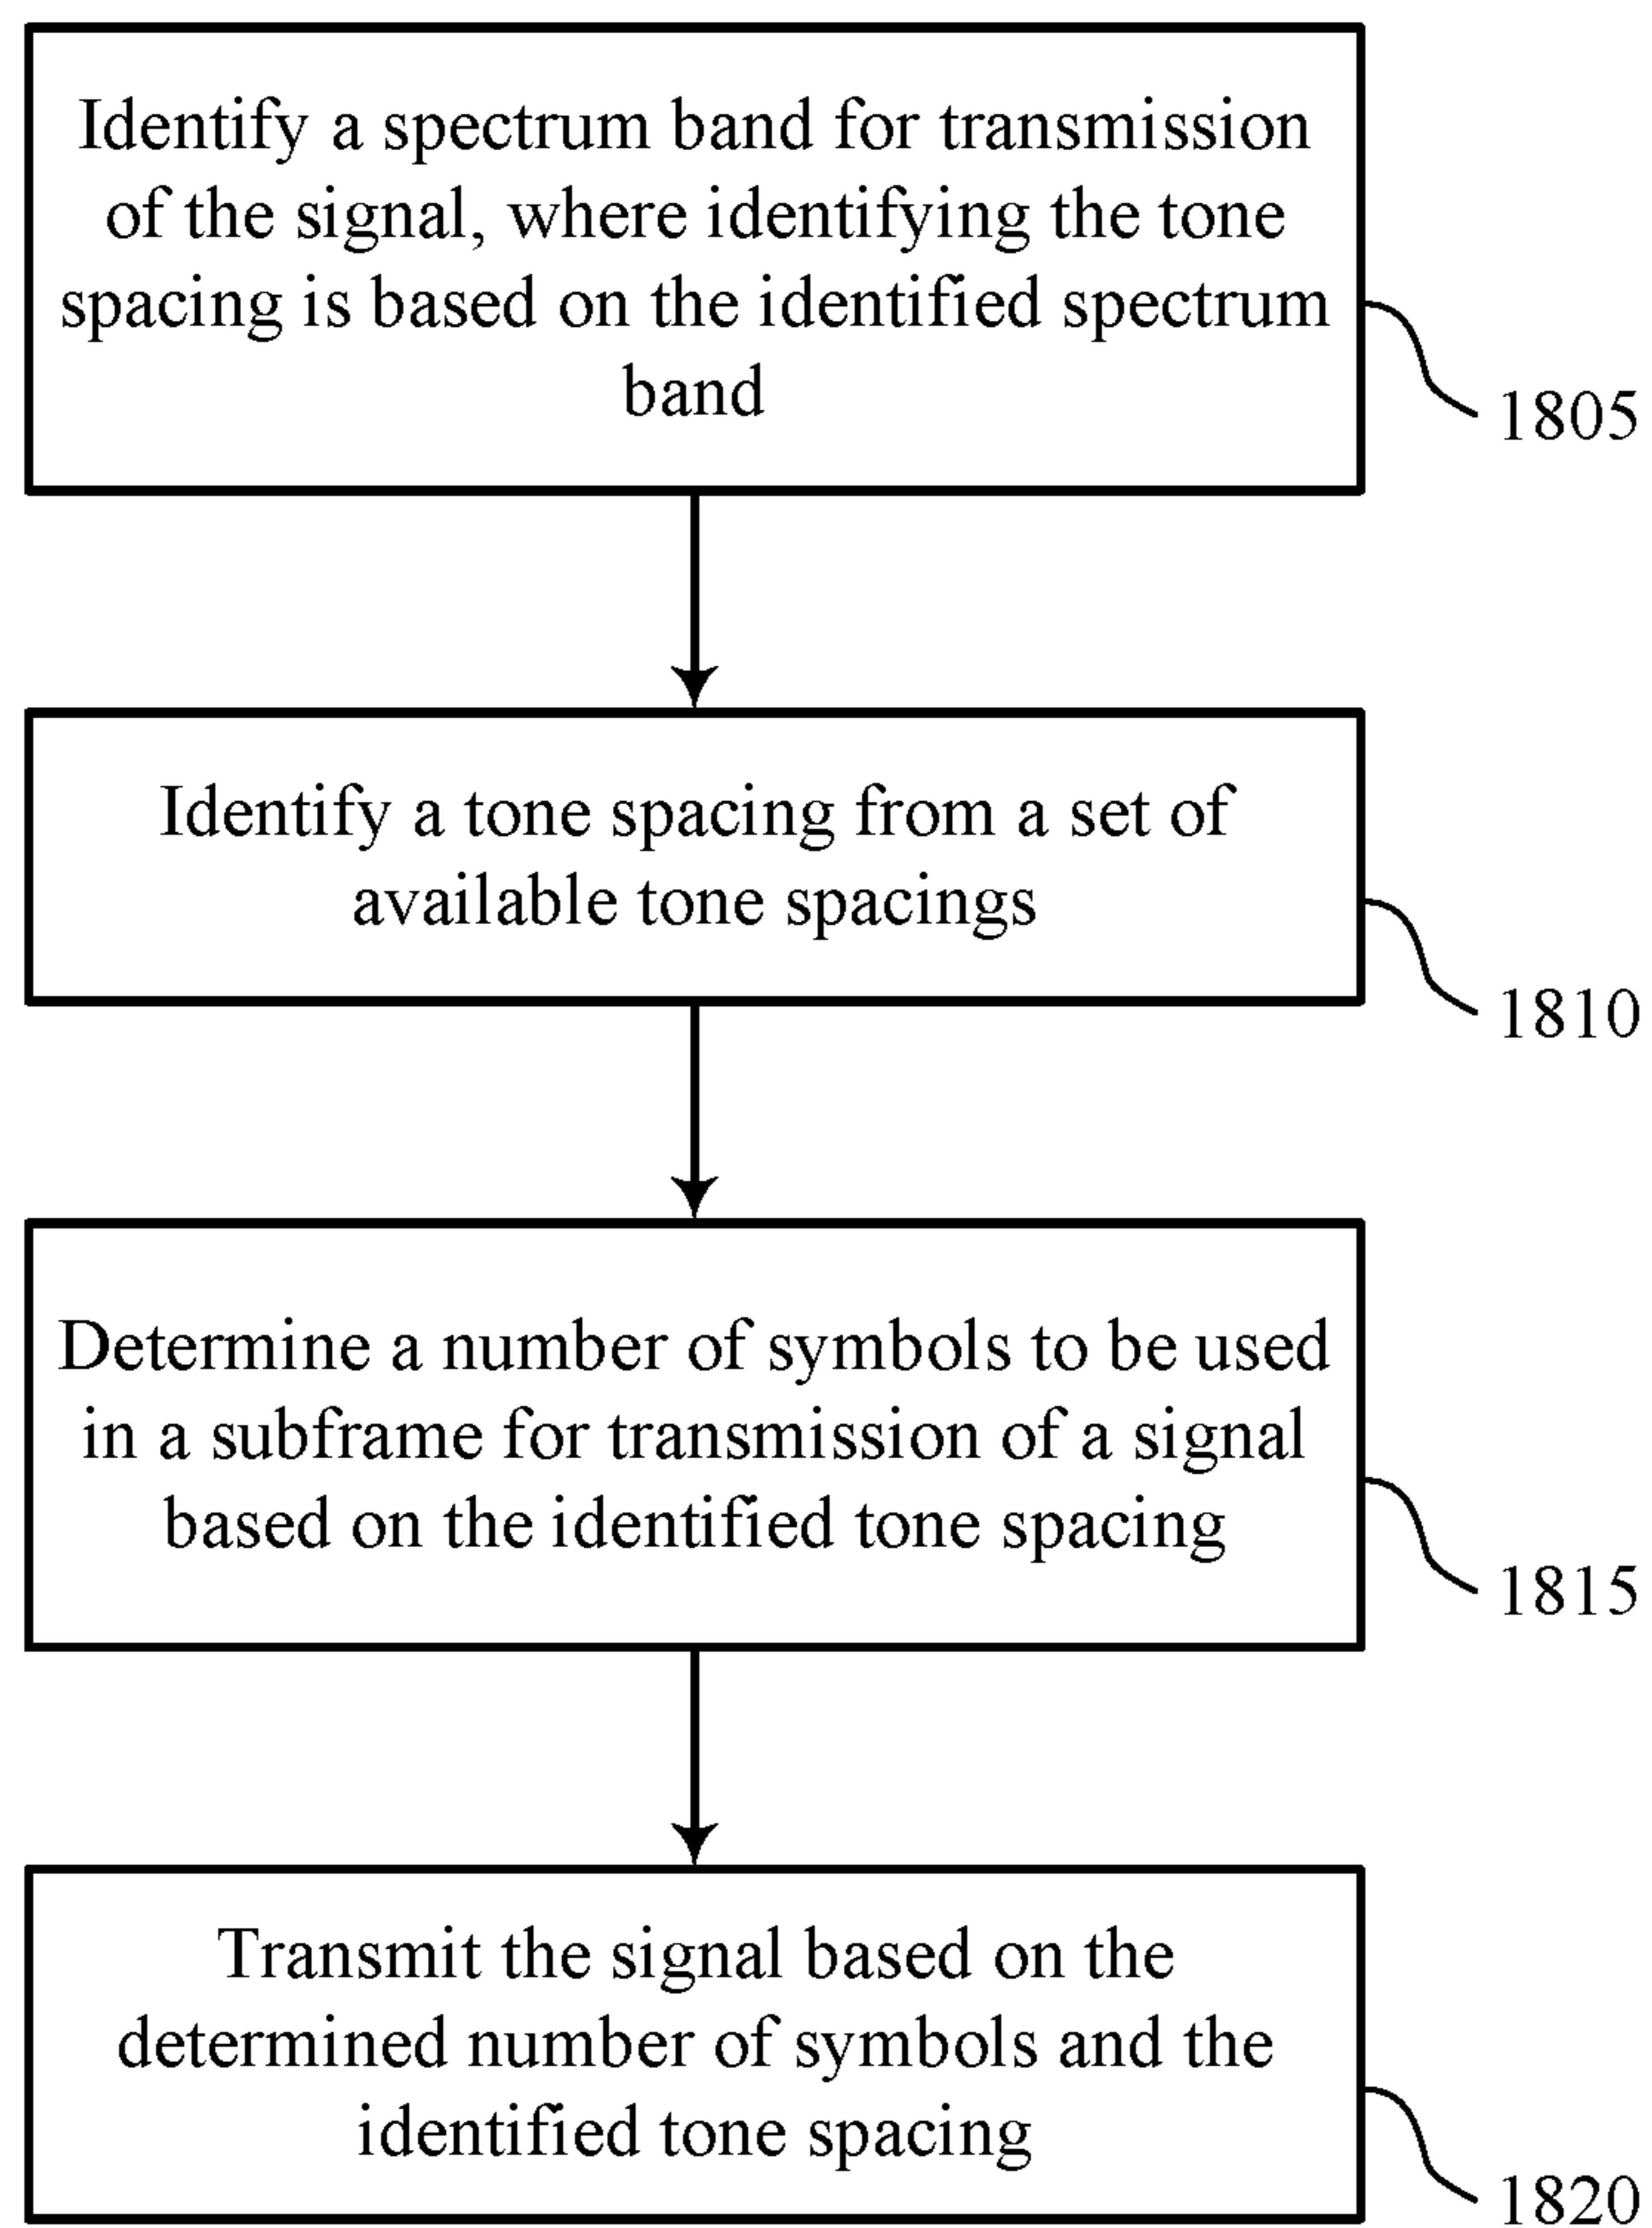 Identify a spectrum band for transmission
of the signal, where identifying the tone
spacing is based on the identified spectrum
band
1805
Identify a tone spacing from a set of
available tone spacings
1810
Determine a number of symbols to be used
in a subframe for transmission of a signal
based on the identified tone spacing
1815
Transmit the signal based on the
determined number of symbols and the
identified tone spacing
1820